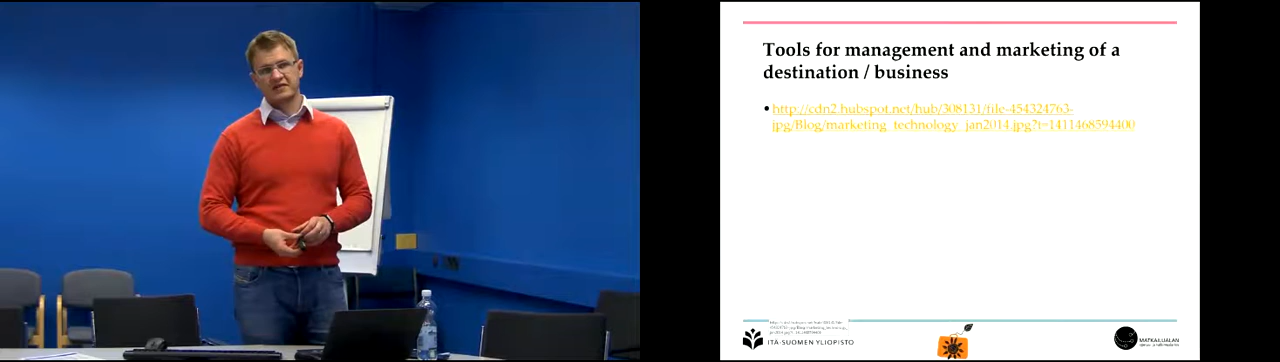 Tools for management and marketing of a
destination / business
• http://cdn2.hubspot.net/hub/308131/file-454324763-
jpg/Blog/marketing_technology_jan2014.jpg?t=1411468594400
ITÄ-SUOMEN YLIOPISTO
MATKAILUALAN